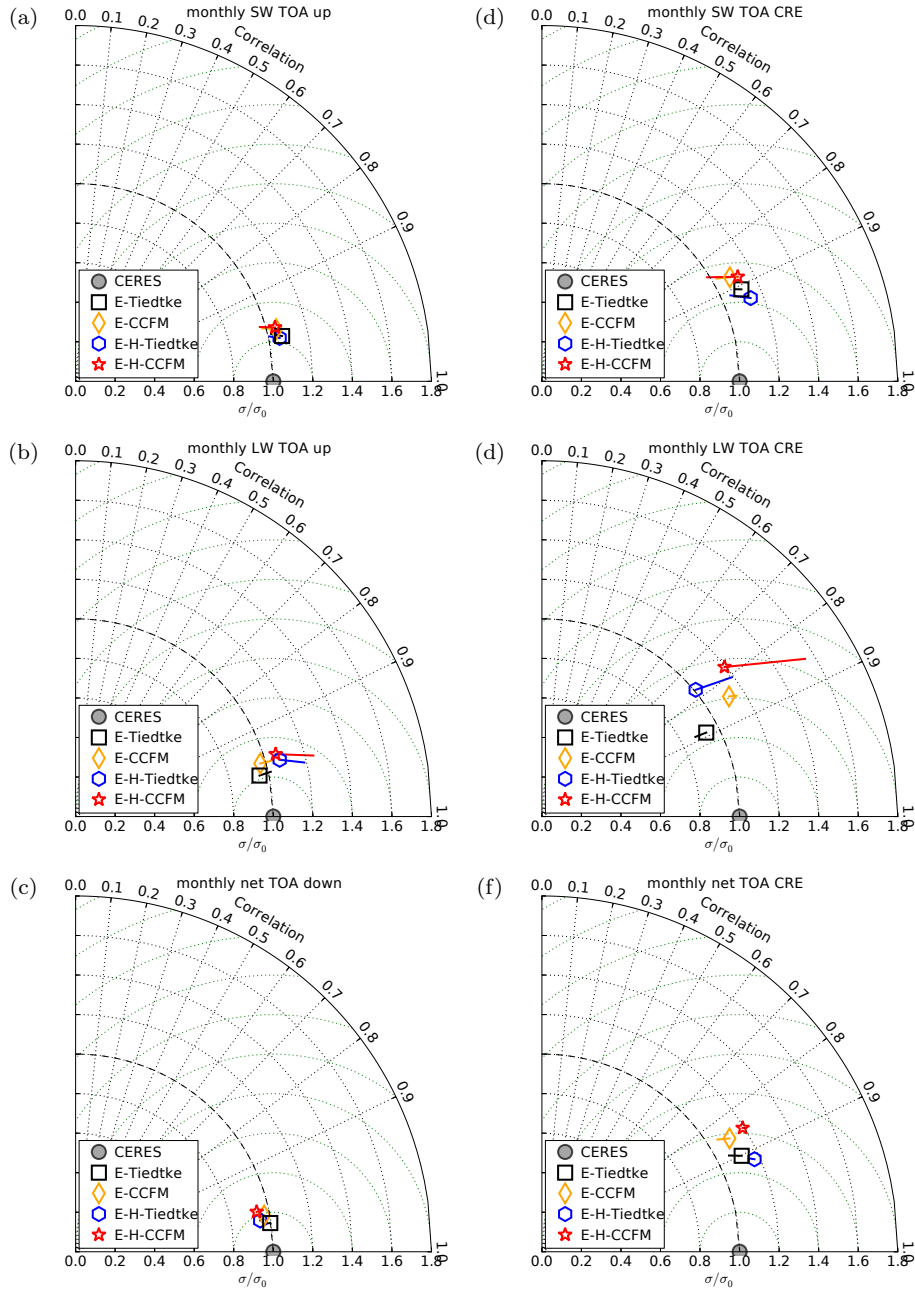 (a)
monthly SW TOA up
0.0 0.1 0.2 0.3 0.4 0.5 0.6 0.7 0.8 0.9 1.0
Correlation
CERES
E-Tiedtke
E-CCFM
E-H-Tiedtke
E-H-CCFM
0.0 0.2 0.4 0.6 0.8 1.0 1.2 1.4 1.6 1.8
σ/σ₀
(d)
monthly SW TOA CRE
0.0 0.1 0.2 0.3 0.4 0.5 0.6 0.7 0.8 0.9 1.0
Correlation
CERES
E-Tiedtke
E-CCFM
E-H-Tiedtke
E-H-CCFM
0.0 0.2 0.4 0.6 0.8 1.0 1.2 1.4 1.6 1.8
σ/σ₀
(b)
monthly LW TOA up
0.0 0.1 0.2 0.3 0.4 0.5 0.6 0.7 0.8 0.9 1.0
Correlation
CERES
E-Tiedtke
E-CCFM
E-H-Tiedtke
E-H-CCFM
0.0 0.2 0.4 0.6 0.8 1.0 1.2 1.4 1.6 1.8
σ/σ₀
(d)
monthly LW TOA CRE
0.0 0.1 0.2 0.3 0.4 0.5 0.6 0.7 0.8 0.9 1.0
Correlation
CERES
E-Tiedtke
E-CCFM
E-H-Tiedtke
E-H-CCFM
0.0 0.2 0.4 0.6 0.8 1.0 1.2 1.4 1.6 1.8
σ/σ₀
(c)
monthly net TOA down
0.0 0.1 0.2 0.3 0.4 0.5 0.6 0.7 0.8 0.9 1.0
Correlation
CERES
E-Tiedtke
E-CCFM
E-H-Tiedtke
E-H-CCFM
0.0 0.2 0.4 0.6 0.8 1.0 1.2 1.4 1.6 1.8
σ/σ₀
(f)
monthly net TOA CRE
0.0 0.1 0.2 0.3 0.4 0.5 0.6 0.7 0.8 0.9 1.0
Correlation
CERES
E-Tiedtke
E-CCFM
E-H-Tiedtke
E-H-CCFM
0.0 0.2 0.4 0.6 0.8 1.0 1.2 1.4 1.6 1.8
σ/σ₀